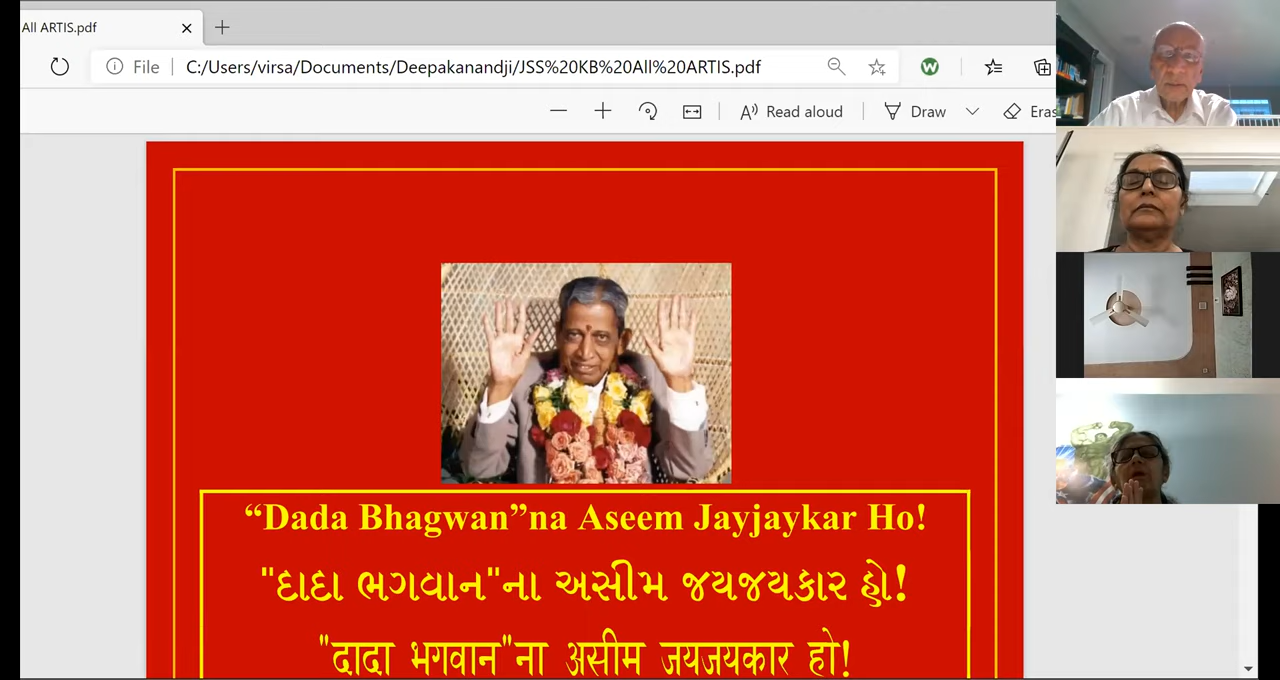 All ARTIS.pdf
File
C:/Users/virsa/Documents/Deepakanandji/JSS%20KB%20All%20ARTIS.pdf
Read aloud
Draw
Eras
“Dada Bhagwan”na Aseem Jayjaykar Ho!
"દાદા ભગવાન"ના અસીમ જયજયકાર હો!
"दादा भगवान"ना असीम जयजयकार हो!